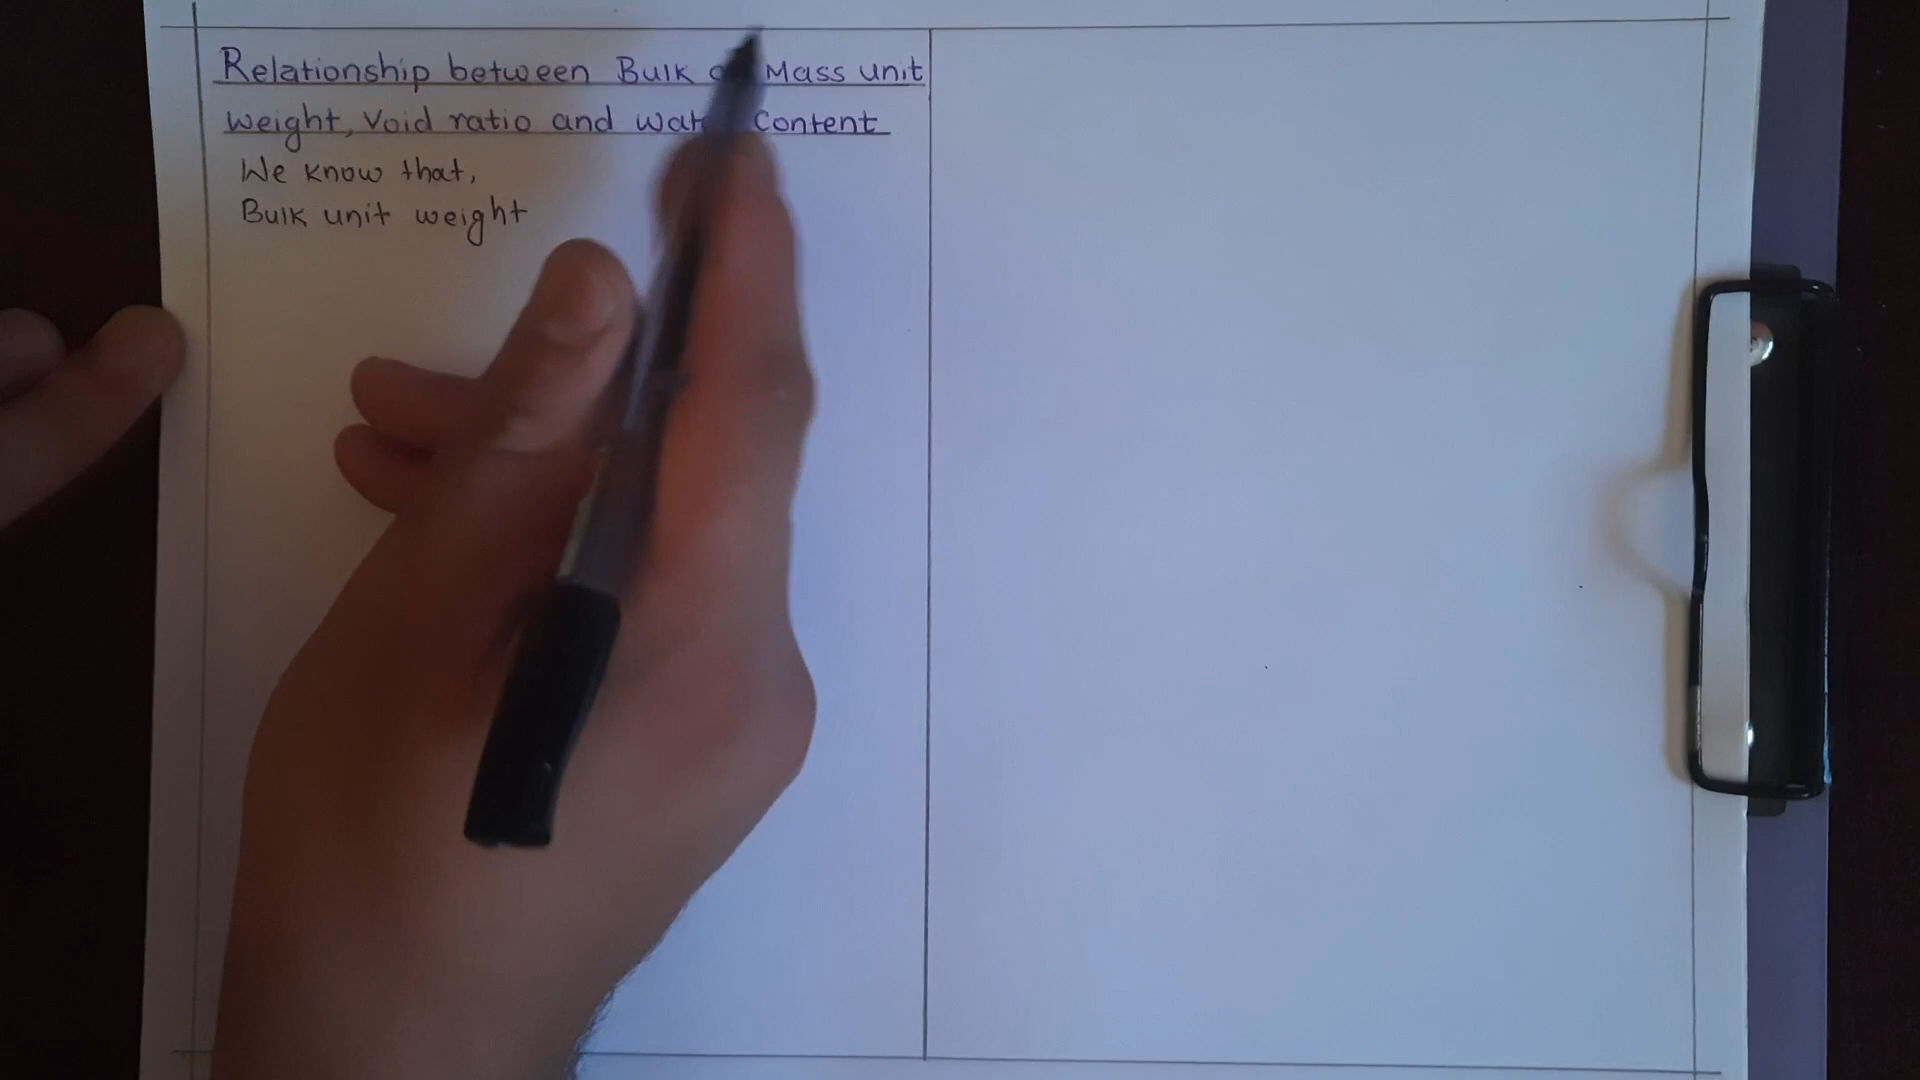 Relationship between Bulk Mass unit
weight, Void ratio and Content
We know that,
Bulk unit weight